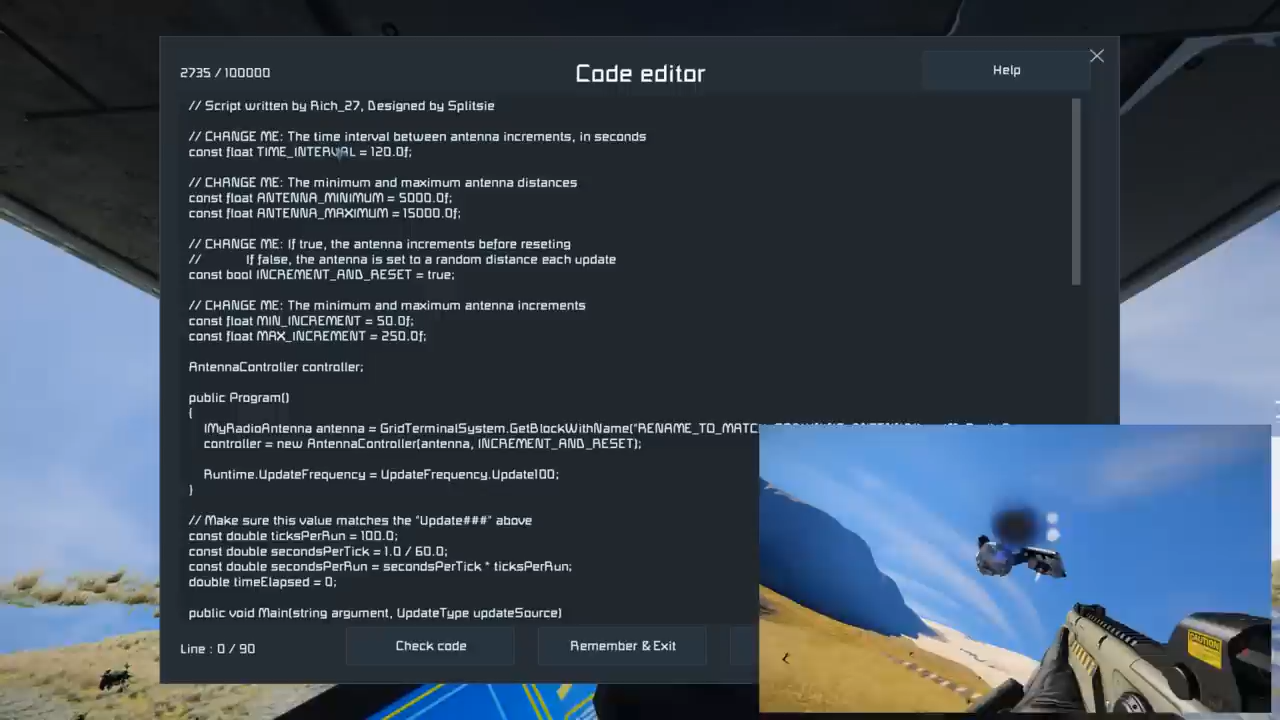 2735 / 100000
Code editor
Help
// Script written by Rich_27, Designed by Splitsie
// CHANGE ME: The time interval between antenna increments, in seconds
const float TIME_INTERVAL = 120.0f;
// CHANGE ME: The minimum and maximum antenna distances
const float ANTENNA_MINIMUM = 5000.0f;
const float ANTENNA_MAXIMUM = 15000.0f;
// CHANGE ME: If true, the antenna increments before reseting
// If false, the antenna is set to a random distance each update
const bool INCREMENT_AND_RESET = true;
// CHANGE ME: The minimum and maximum antenna increments
const float MIN_INCREMENT = 50.0f;
const float MAX_INCREMENT = 250.0f;
AntennaController controller;
public Program()
{
IMyRadioAntenna antenna = GridTerminalSystem.GetBlockWithName("RENAME_TO_MATC
controller = new AntennaController(antenna, INCREMENT_AND_RESET);
Runtime.UpdateFrequency = UpdateFrequency.Update100;
}
// Make sure this value matches the "Update###" above
const double ticksPerRun = 100.0;
const double secondsPerTick = 1.0 / 60.0;
const double secondsPerRun = secondsPerTick * ticksPerRun;
double timeElapsed = 0;
public void Main(string argument, UpdateType updateSource)
Line : 0 / 90
Check code
Remember & Exit
CAUTION